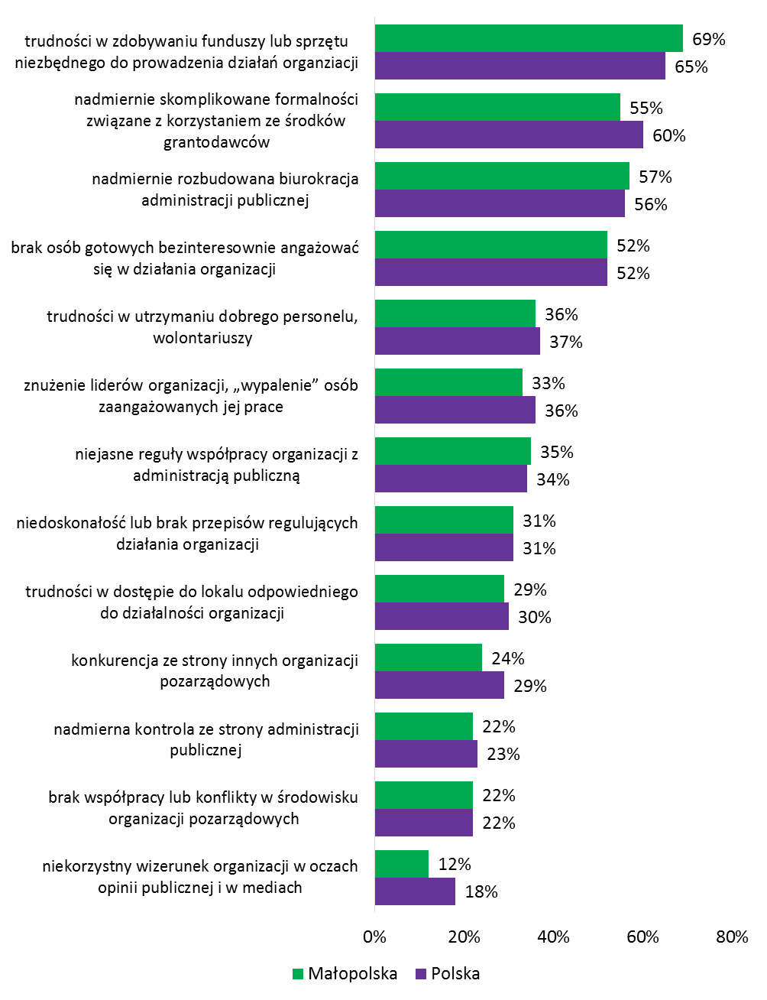 trudności w zdobywaniu funduszy lub sprzętu
niezbędnego do prowadzenia działań organziacji
69%
65%
nadmiernie skomplikowane formalności
związane z korzystaniem ze środków
grantodawców
55%
60%
nadmiernie rozbudowana biurokracja
administracji publicznej
57%
56%
brak osób gotowych bezinteresownie angażować
się w działania organizacji
52%
52%
trudności w utrzymaniu dobrego personelu,
wolontariuszy
36%
37%
znużenie liderów organizacji, „wypalenie” osób
zaangażowanych jej prace
33%
36%
niejasne reguły współpracy organizacji z
administracją publiczną
35%
34%
niedoskonałość lub brak przepisów regulujących
działania organizacji
31%
31%
trudności w dostępie do lokalu odpowiedniego
do działalności organizacji
29%
30%
konkurencja ze strony innych organizacji
pozarządowych
24%
29%
nadmierna kontrola ze strony administracji
publicznej
22%
23%
brak współpracy lub konflikty w środowisku
organizacji pozarządowych
22%
22%
niekorzystny wizerunek organizacji w oczach
opinii publicznej i w mediach
12%
18%
0% 20% 40% 60% 80%
Małopolska Polska